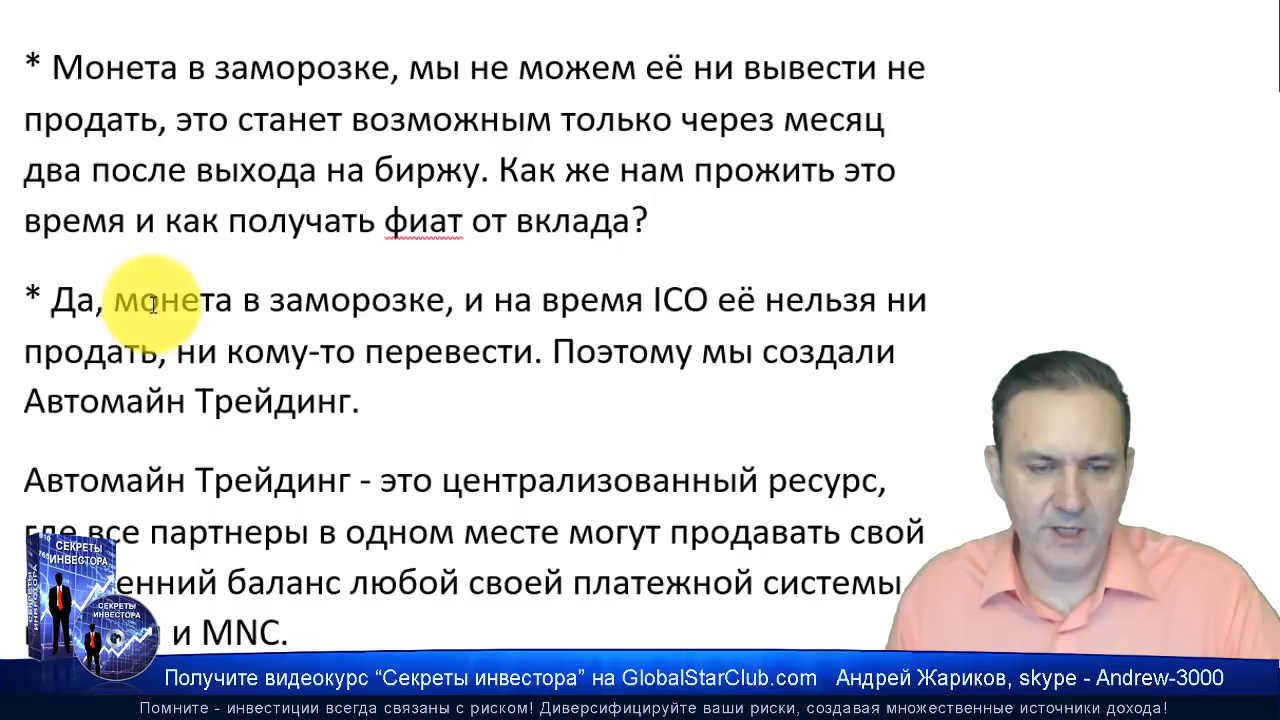 * Монета в заморозке, мы не можем её ни вывести не
продать, это станет возможным только через месяц
два после выхода на биржу. Как же нам прожить это
время и как получать фиат от вклада?
* Да, монета в заморозке, и на время ICO её нельзя ни
продать, ни кому-то перевести. Поэтому мы создали
Автомайн Трейдинг.
Автомайн Трейдинг - это централизованный ресурс,
где все партнеры в одном месте могут продавать свой
енний баланс любой своей платежной системы
и MNC.
СЕКРЕТЫ
ИНВЕСТОРА
СЕКРЕТЫ
ИНВЕСТОРА
СЕКРЕТЫ
ИНВЕСТОРА
Получите видеокурс “Секреты инвестора” на GlobalStarClub.com Андрей Жариков, skype - Andrew-3000
Помните - инвестиции всегда связаны с риском! Диверсифицируйте ваши риски, создавая множественные источники дохода!